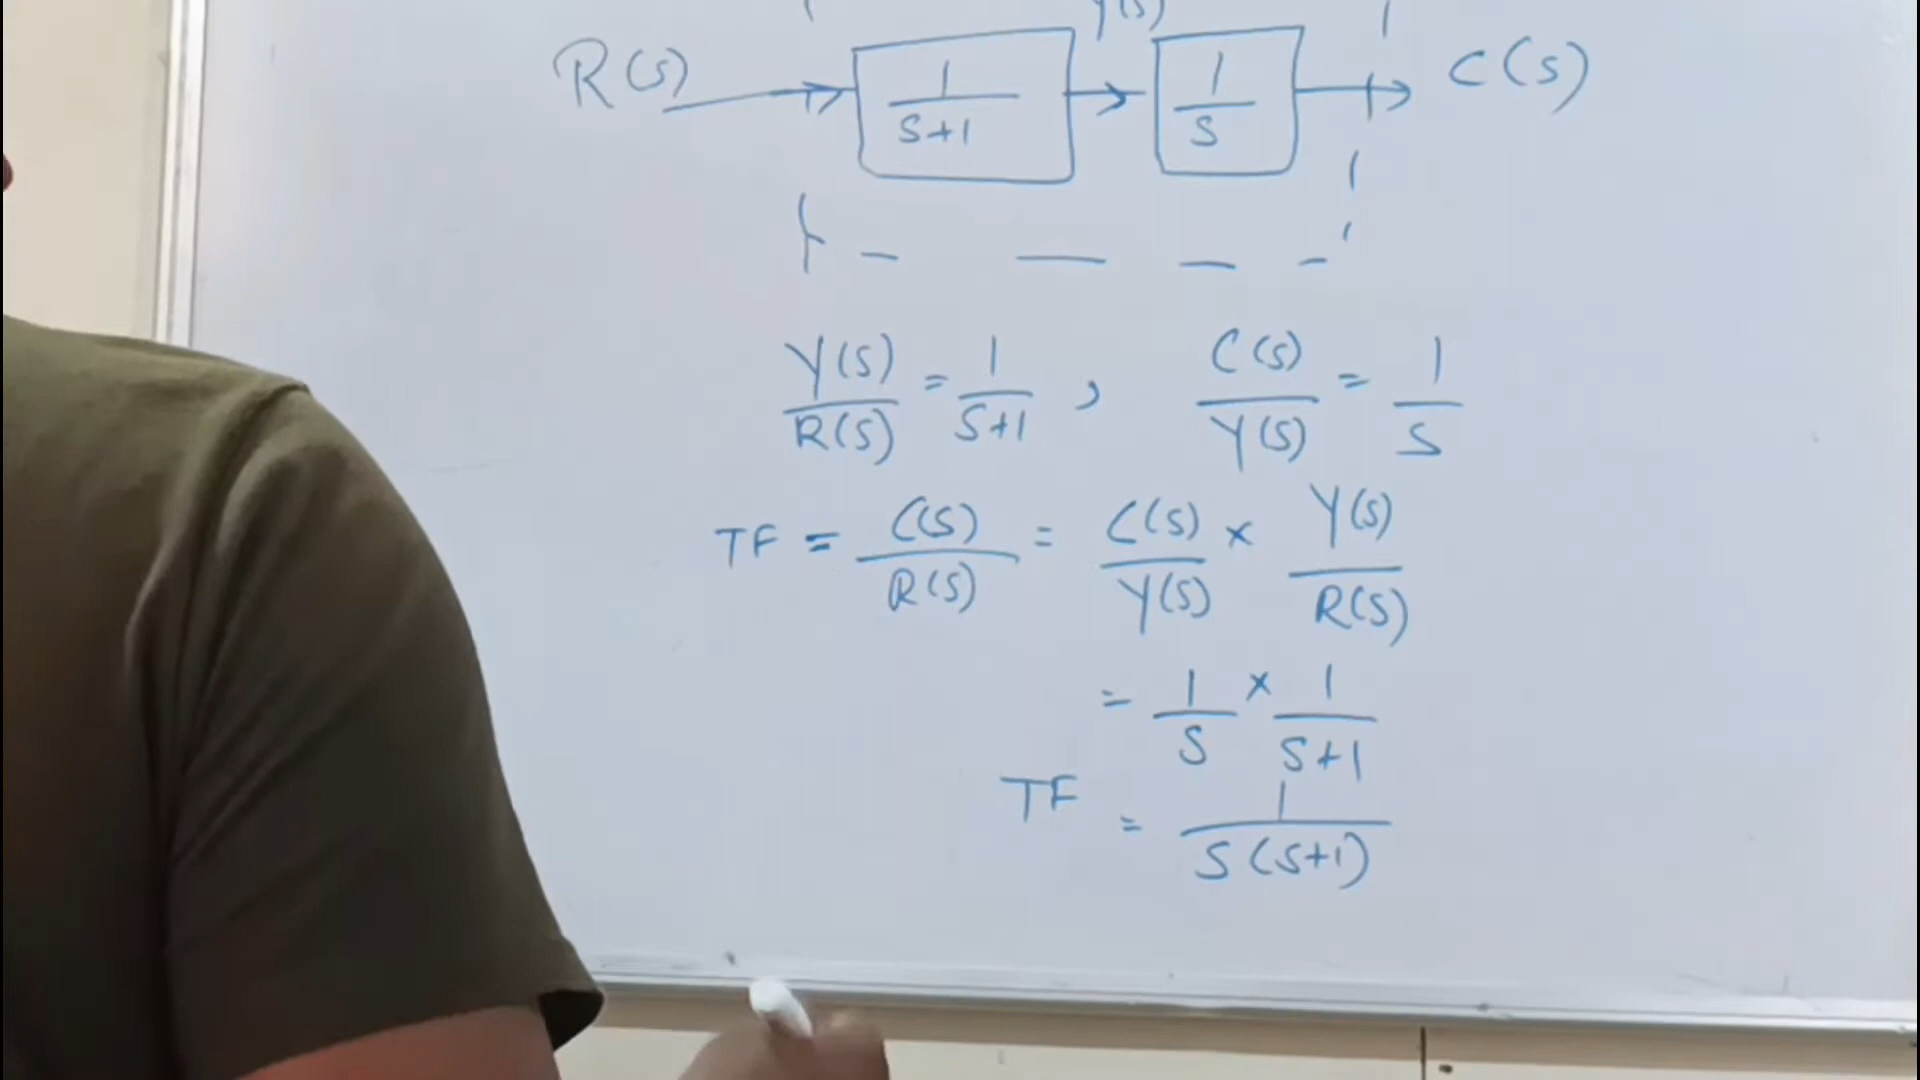 Y(s)
R(s) 1/(s+1) 1/s C(s)
Y(s)/R(s) = 1/(s+1) , C(s)/Y(s) = 1/s
TF = C(s)/R(s) = C(s)/Y(s) × Y(s)/R(s)
= 1/s × 1/(s+1)
TF = 1/(s(s+1))